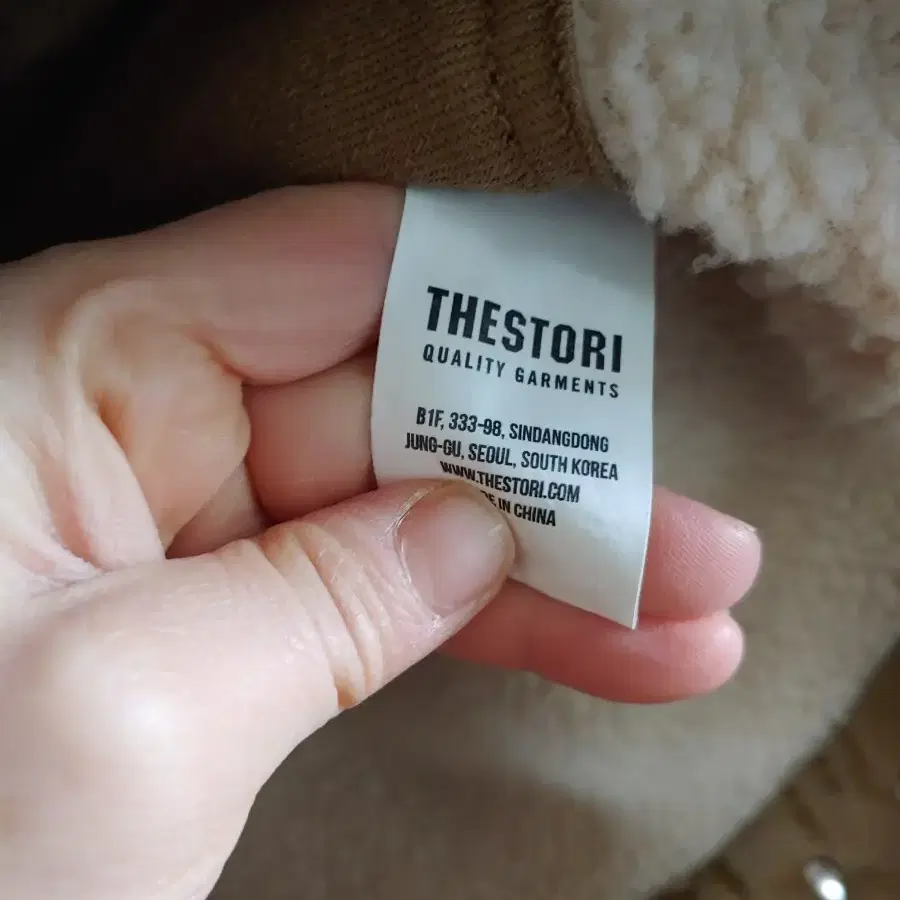 THESTORI
QUALITY GARMENTS
B1F, 333-98, SINDANGDONG
JUNG-GU, SEOUL, SOUTH KOREA
WWW.THESTORI.COM
IN CHINA